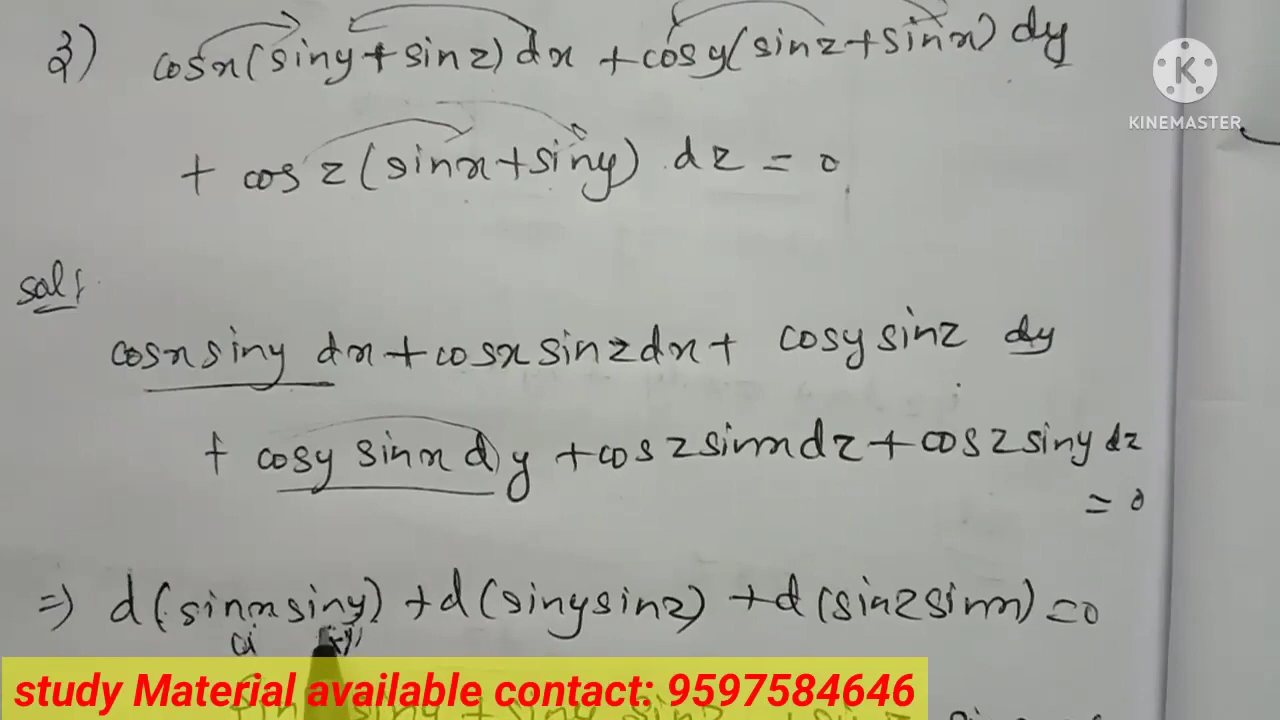 2) cosx(siny+sinz)dx +cosy(sinz+sinx)dy
KINEMASTER
+ cosz(sinx+siny) dz = 0
sol:
cosx siny dx+cosx sinz dx+ cosy sinz dy
+ cosy sinx dy +cosz sinx dz+cosz siny dz
= 0
=) d(sinx siny) +d(siny sinz) +d(sinz sinx)=0
study Material available contact: 9597584646